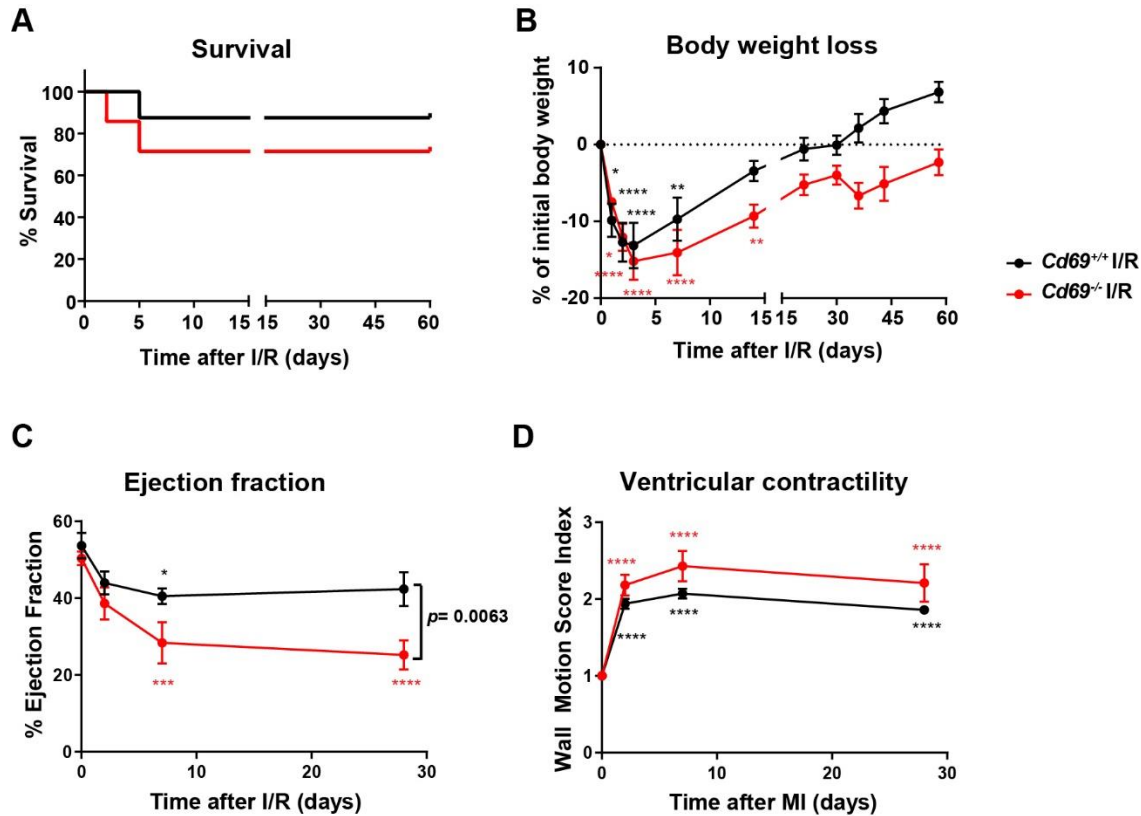 A
Survival
% Survival
100
80
60
40
20
0
0 5 10 15 15 30 45 60
Time after I/R (days)
B
Body weight loss
% of initial body weight
10
0
-10
-20
*
****
****
**
*
****
****
****
**
0 5 10 15 15 30 45 60
Time after I/R (days)
Cd69+/+ I/R
Cd69-/- I/R
C
Ejection fraction
% Ejection Fraction
60
40
20
0
*
***
****
p= 0.0063
0 10 20 30
Time after I/R (days)
D
Ventricular contractility
Wall Motion Score Index
3
2
1
0
****
****
****
****
****
****
0 10 20 30
Time after MI (days)